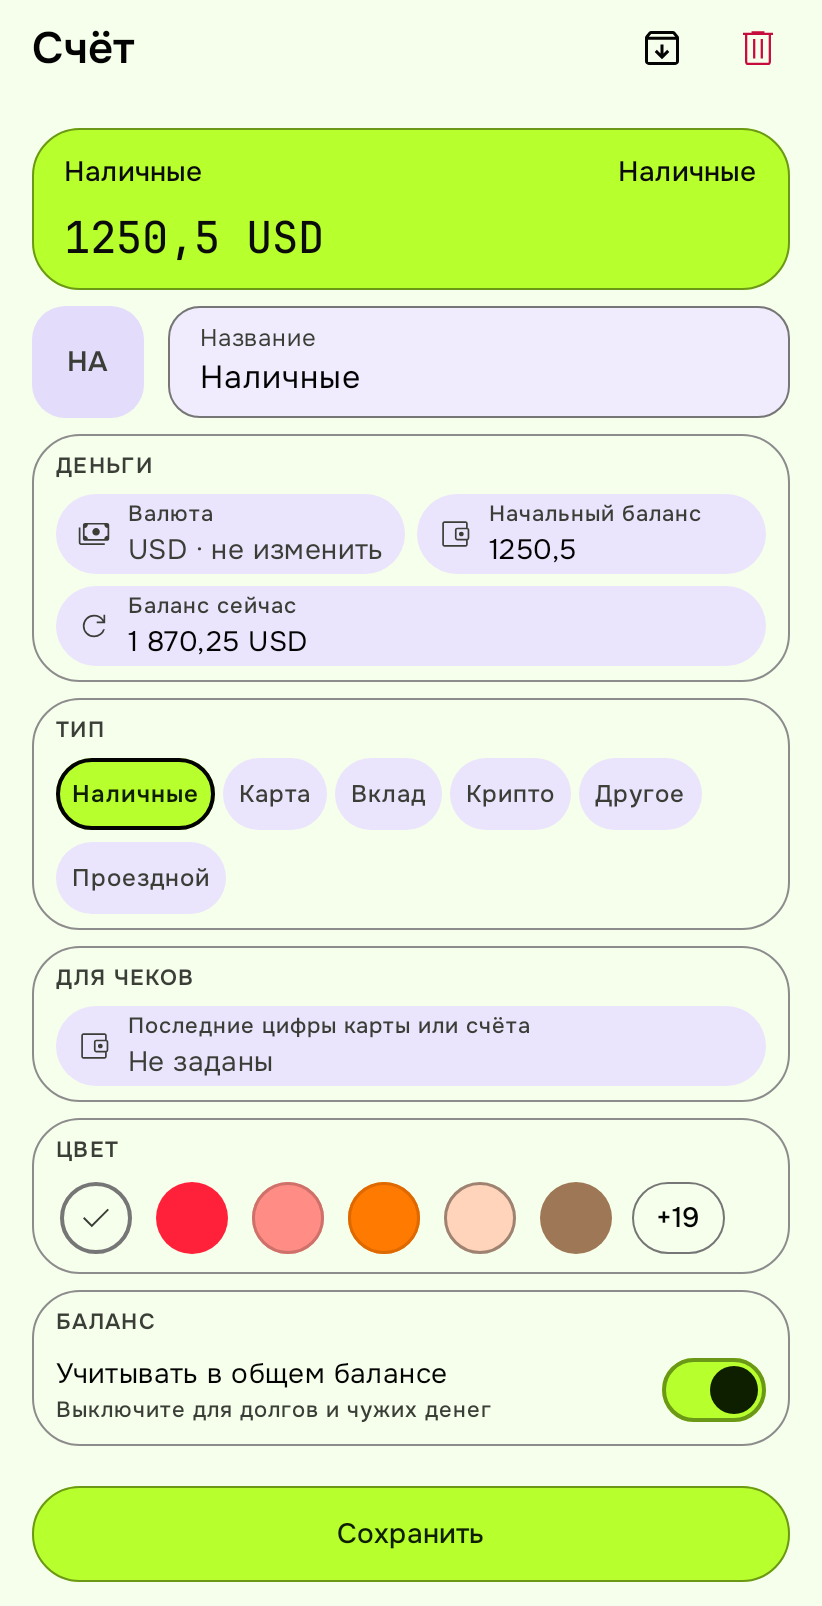 Счёт
Наличные
Наличные
1250,5 USD
НА
Название
Наличные
ДЕНЬГИ
Валюта
USD · не изменить
Начальный баланс
1250,5
Баланс сейчас
1 870,25 USD
ТИП
Наличные
Карта
Вклад
Крипто
Другое
Проездной
ДЛЯ ЧЕКОВ
Последние цифры карты или счёта
Не заданы
ЦВЕТ
+19
БАЛАНС
Учитывать в общем балансе
Выключите для долгов и чужих денег
Сохранить